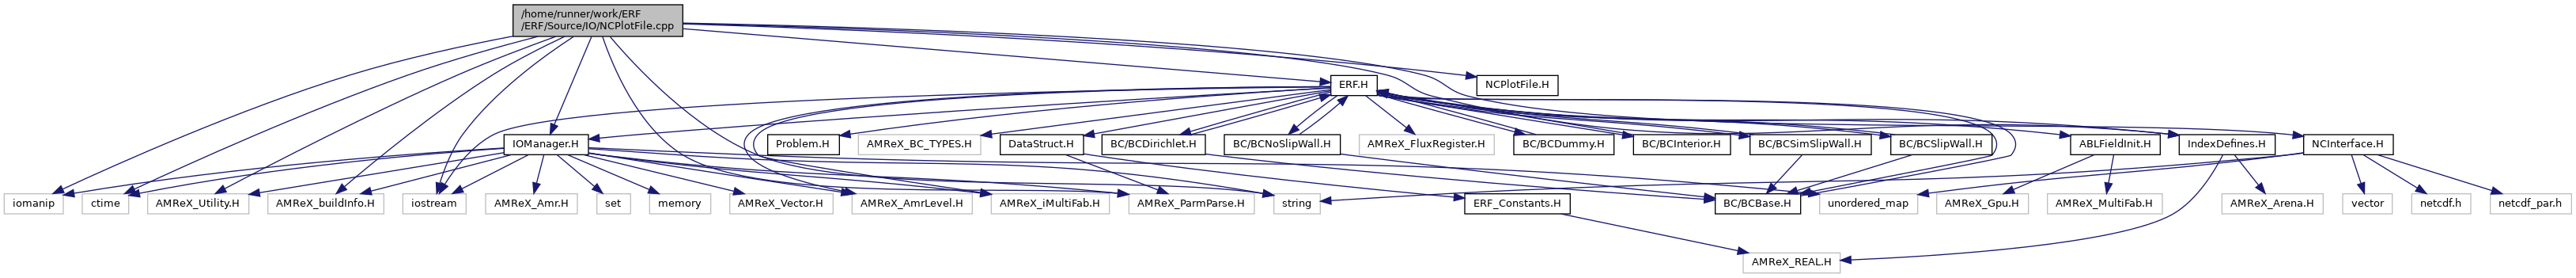 /home/runner/work/ERF
/ERF/Source/IO/NCPlotFile.cpp
ERF.H
NCPlotFile.H
IOManager.H
Problem.H
AMReX_BC_TYPES.H
DataStruct.H
BC/BCDirichlet.H
BC/BCNoSlipWall.H
AMReX_FluxRegister.H
BC/BCDummy.H
BC/BCInterior.H
BC/BCSimSlipWall.H
BC/BCSlipWall.H
ABLFieldInit.H
IndexDefines.H
NCInterface.H
iomanip
ctime
AMReX_Utility.H
AMReX_buildInfo.H
iostream
AMReX_Amr.H
set
memory
AMReX_Vector.H
AMReX_AmrLevel.H
AMReX_iMultiFab.H
AMReX_ParmParse.H
string
ERF_Constants.H
BC/BCBase.H
unordered_map
AMReX_Gpu.H
AMReX_MultiFab.H
AMReX_Arena.H
vector
netcdf.h
netcdf_par.h
AMReX_REAL.H